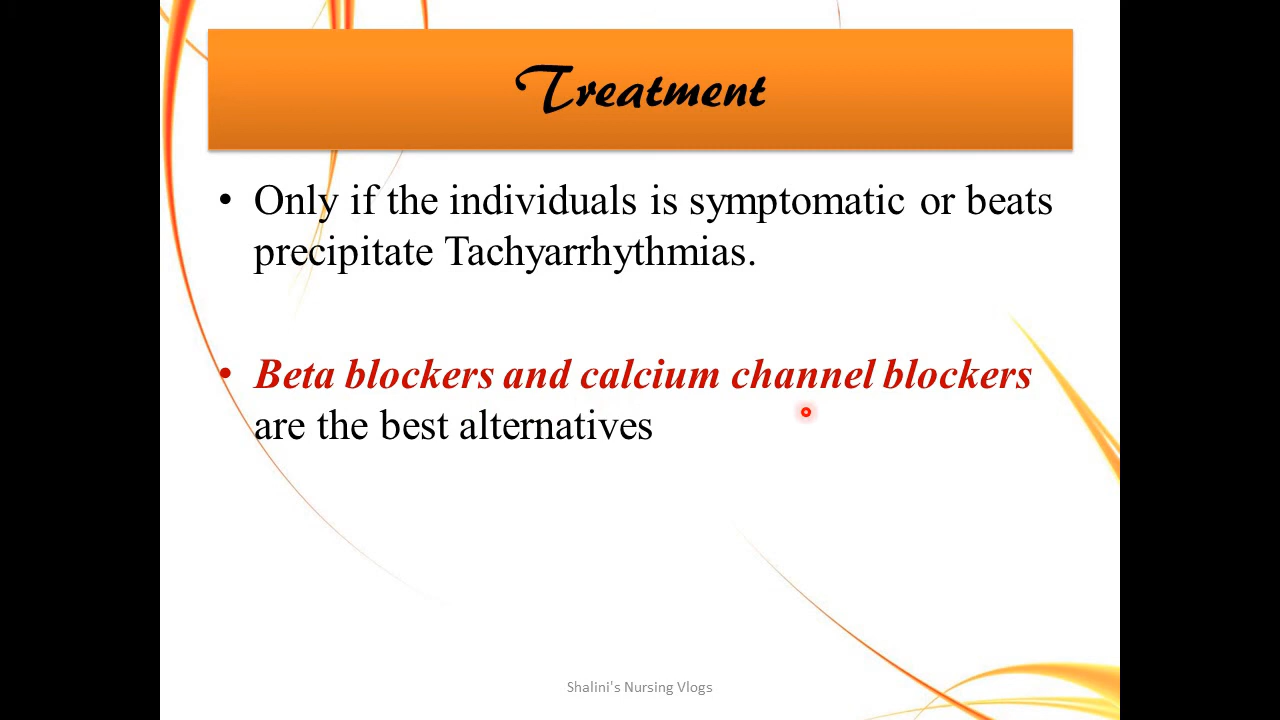 Treatment
• Only if the individuals is symptomatic or beats
precipitate Tachyarrhythmias.
• Beta blockers and calcium channel blockers
are the best alternatives
Shalini's Nursing Vlogs